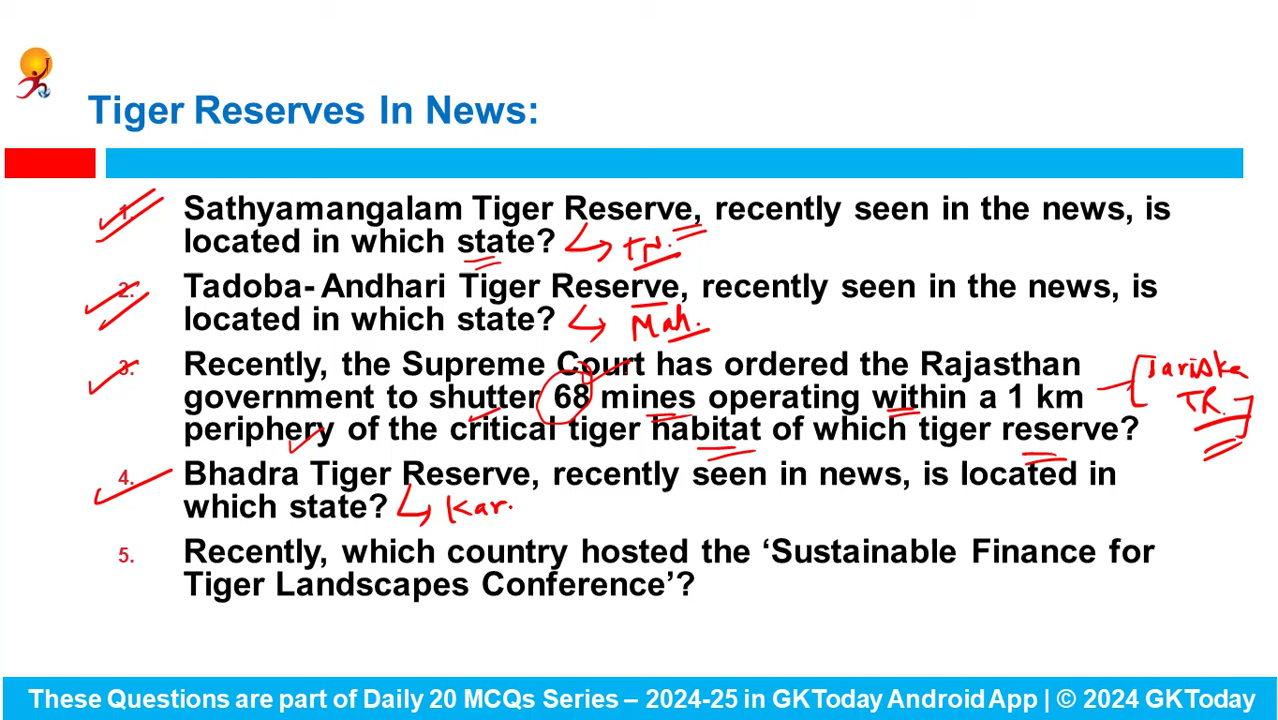 Tiger Reserves In News:
1. Sathyamangalam Tiger Reserve, recently seen in the news, is
located in which state? TN.
2. Tadoba- Andhari Tiger Reserve, recently seen in the news, is
located in which state? Mah.
3. Recently, the Supreme Court has ordered the Rajasthan
government to shutter 68 mines operating within a 1 km
periphery of the critical tiger habitat of which tiger reserve?
Sariska
TR.
4. Bhadra Tiger Reserve, recently seen in news, is located in
which state? Kar.
5. Recently, which country hosted the ‘Sustainable Finance for
Tiger Landscapes Conference’?
These Questions are part of Daily 20 MCQs Series – 2024-25 in GKToday Android App | © 2024 GKToday